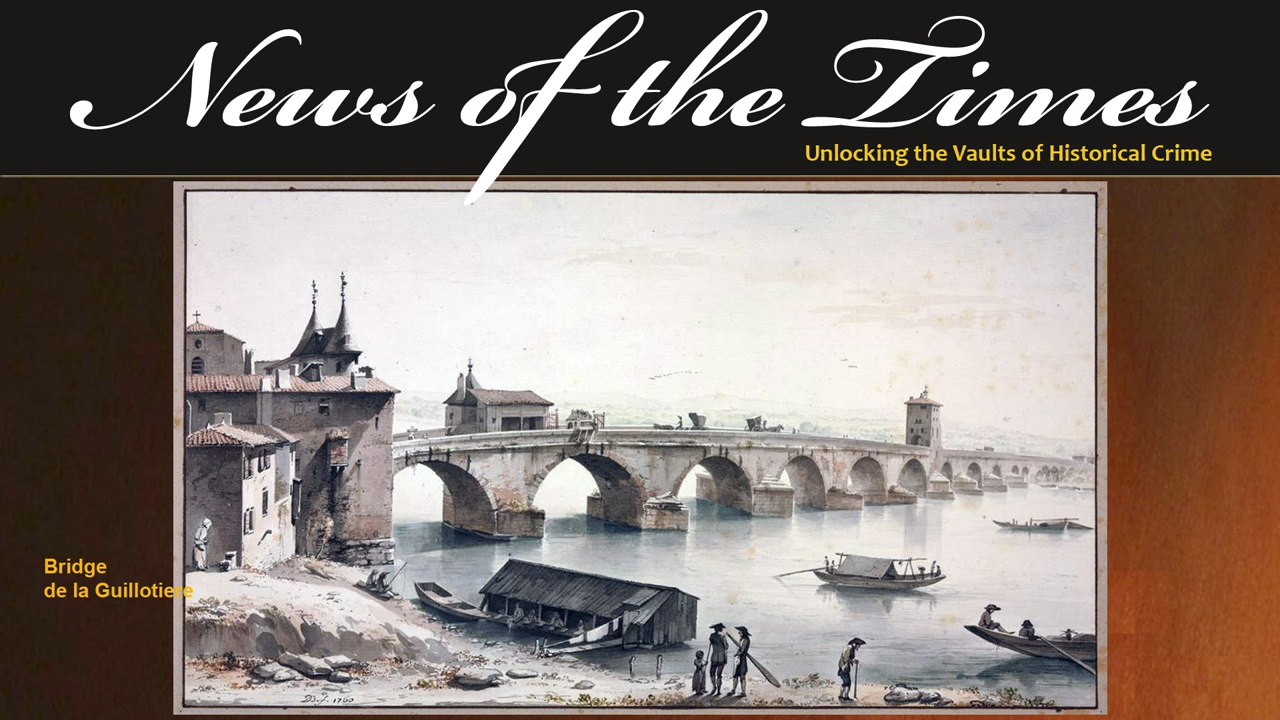 News of the Times
Unlocking the Vaults of Historical Crime
Bridge
de la Guillotiere